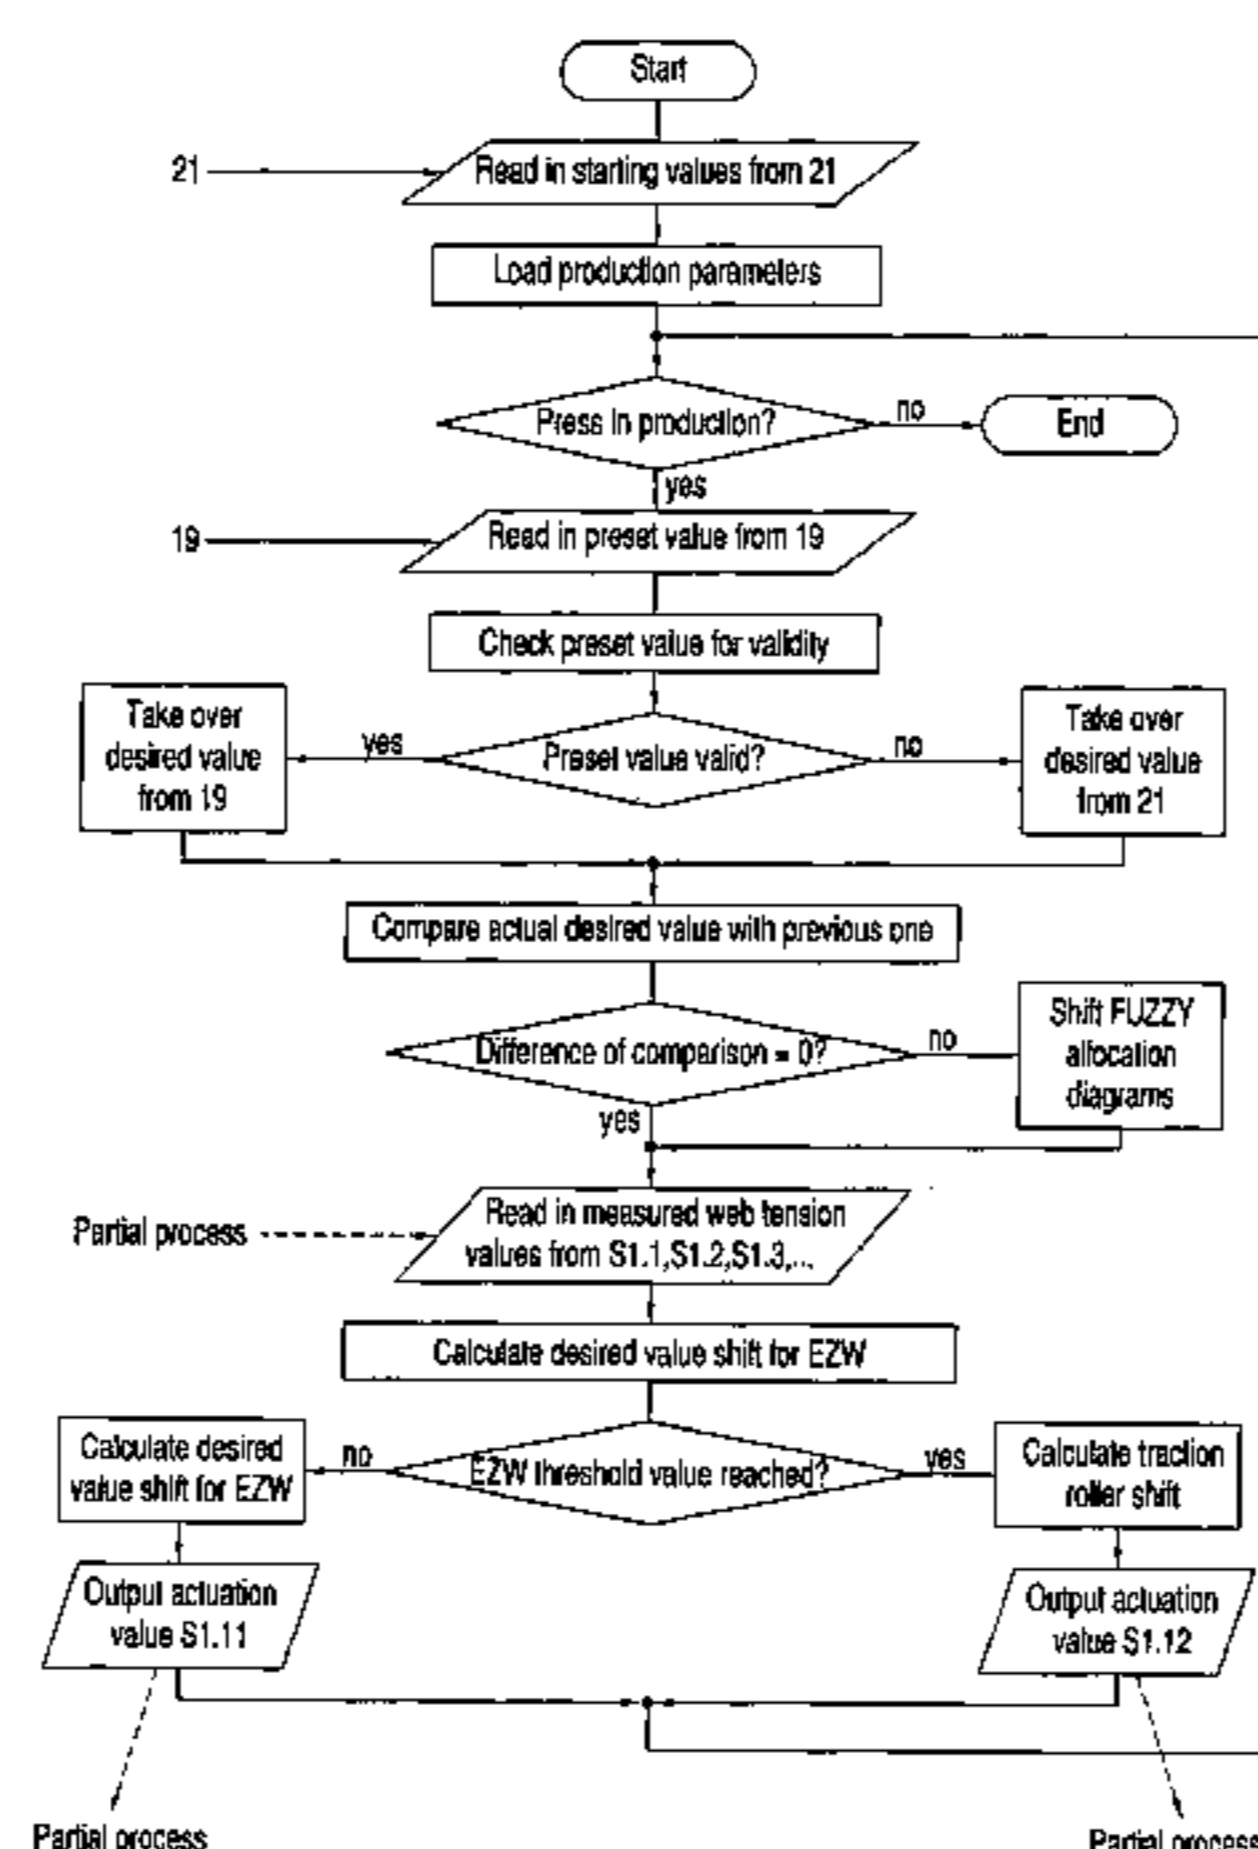 Start
21
Read in starting values from 21
Load production parameters
Press in production?
no
End
yes
19
Read in preset value from 19
Check preset value for validity
Take over
desired value
from 19
yes
Preset value valid?
no
Take over
desired value
from 21
Compare actual desired value with previous one
Difference of comparison = 0?
no
Shift FUZZY
allocation
diagrams
yes
Partial process
Read in measured web tension
values from S1.1,S1.2,S1.3,...
Calculate desired value shift for EZW
Calculate desired
value shift for EZW
no
EZW threshold value reached?
yes
Calculate traction
roller shift
Output actuation
value S1.11
Output actuation
value S1.12
Partial process
Partial process